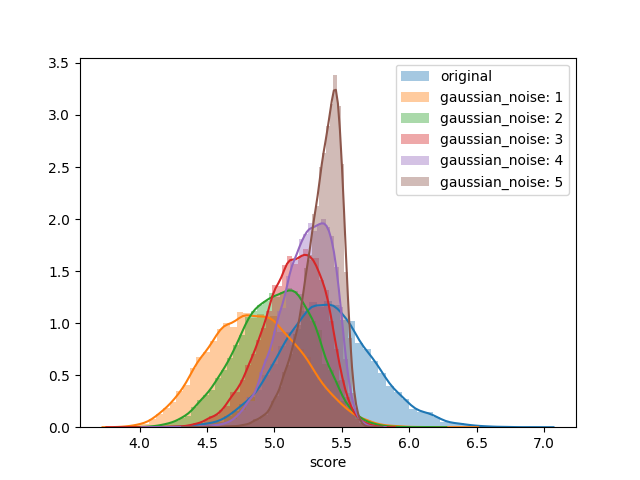 3.5
3.0
2.5
2.0
1.5
1.0
0.5
0.0
4.0 4.5 5.0 5.5 6.0 6.5 7.0
score
original
gaussian_noise: 1
gaussian_noise: 2
gaussian_noise: 3
gaussian_noise: 4
gaussian_noise: 5